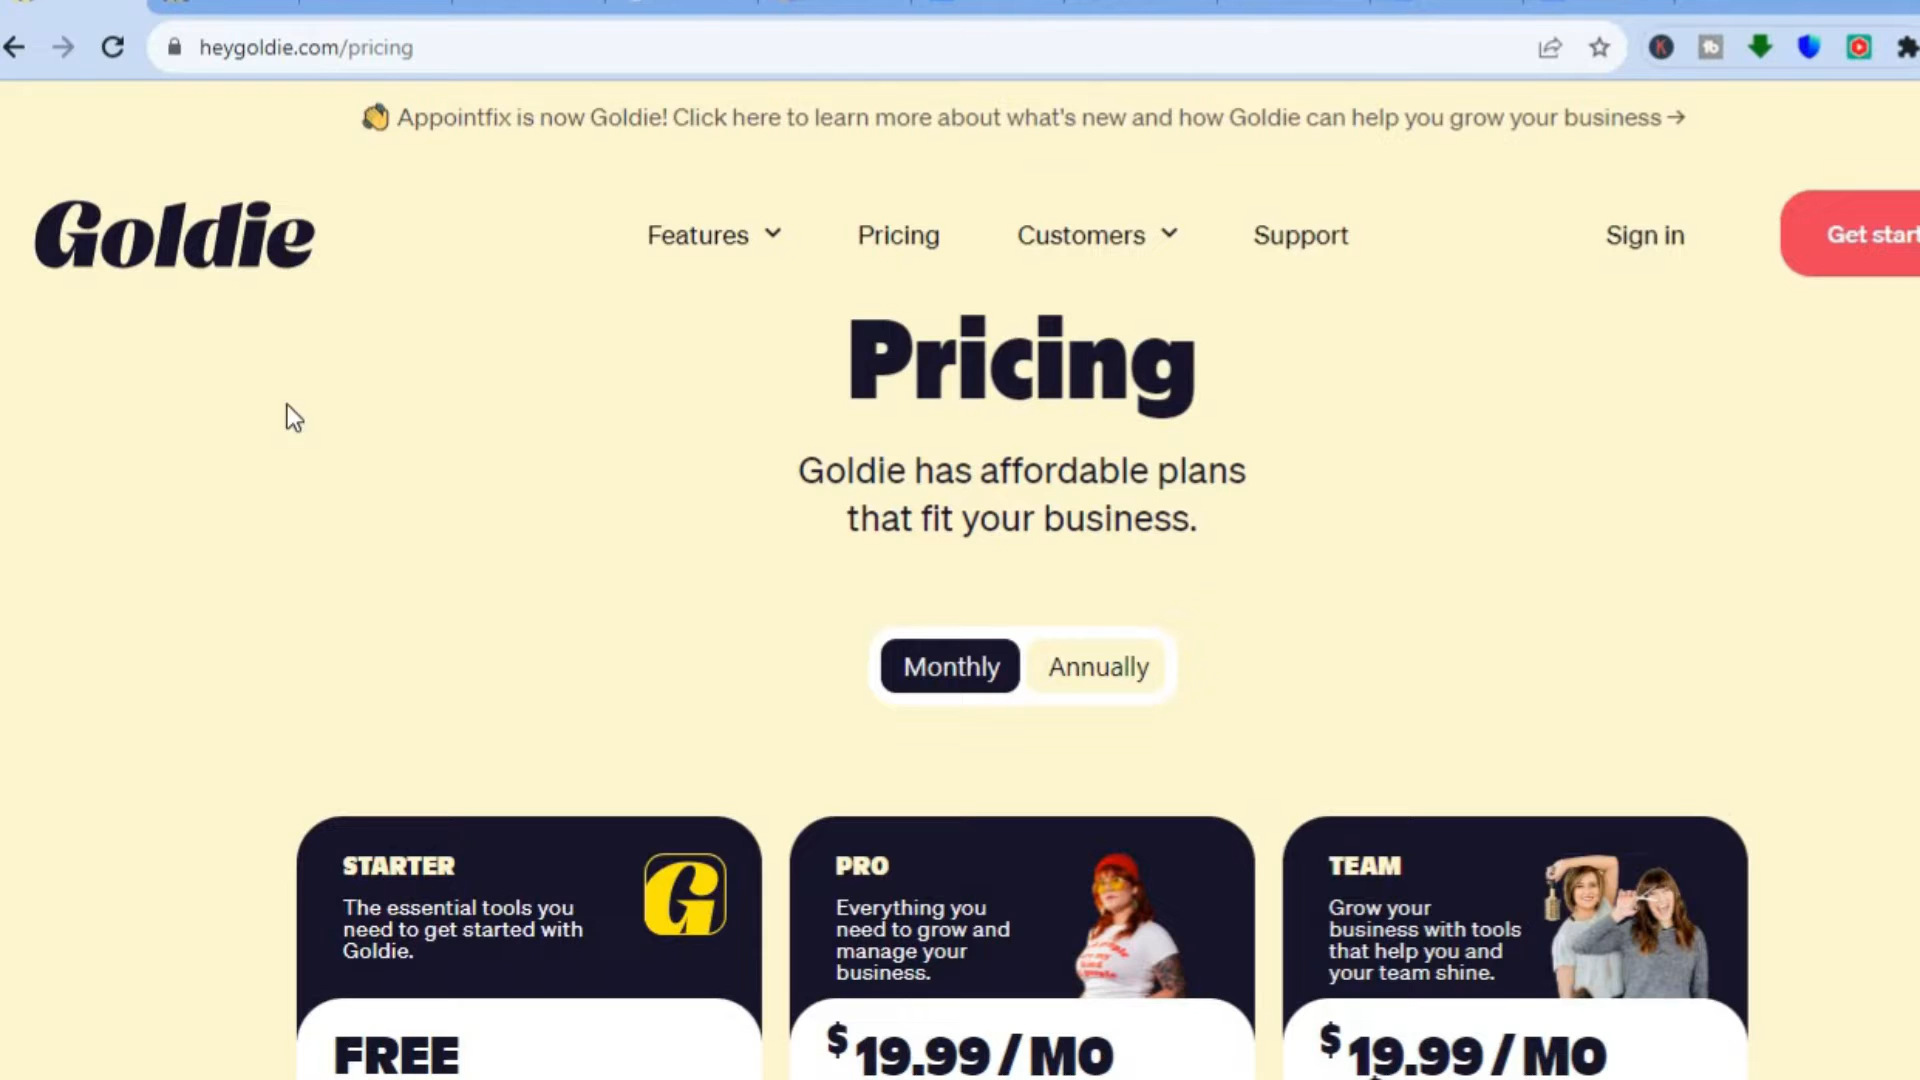 heygoldie.com/pricing
Appointfix is now Goldie! Click here to learn more about what's new and how Goldie can help you grow your business →
Goldie
Features
Pricing
Customers
Support
Sign in
Get start
Pricing
Goldie has affordable plans
that fit your business.
Monthly
Annually
STARTER
The essential tools you
need to get started with
Goldie.
G
FREE
PRO
Everything you
need to grow and
manage your
business.
$19.99 / MO
TEAM
Grow your
business with tools
that help you and
your team shine.
$19.99 / MO